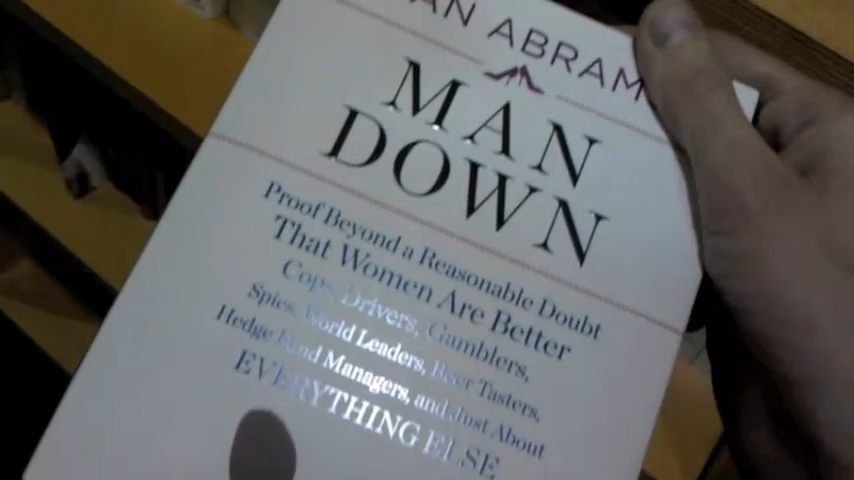 AN ABRAM
MAN
DOWN
Proof Beyond a Reasonable Doubt
That Women Are Better
Cops, Drivers, Gamblers,
Spies, World Leaders, Beer Tasters,
Hedge Fund Managers, and Just About
EVERYTHING ELSE